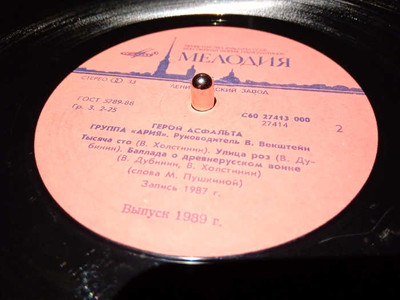 МЕЛОДИЯ
СТЕРЕО 33
ЛЕНИНГРАДСКИЙ ЗАВОД
ГОСТ 5289-88
Гр. 3. 2-25
С60 27413 008
27414
2
ГЕРОЙ АСФАЛЬТА
ГРУППА «АРИЯ». Руководитель В. Векштейн
Тысяча сто (В. Холстинин). Улица роз (В. Ду-
бинин). Баллада о древнерусском воине
(В. Дубинин, В. Холстинин)
(слова М. Пушкиной)
Запись 1987 г.
Выпуск 1989 г.